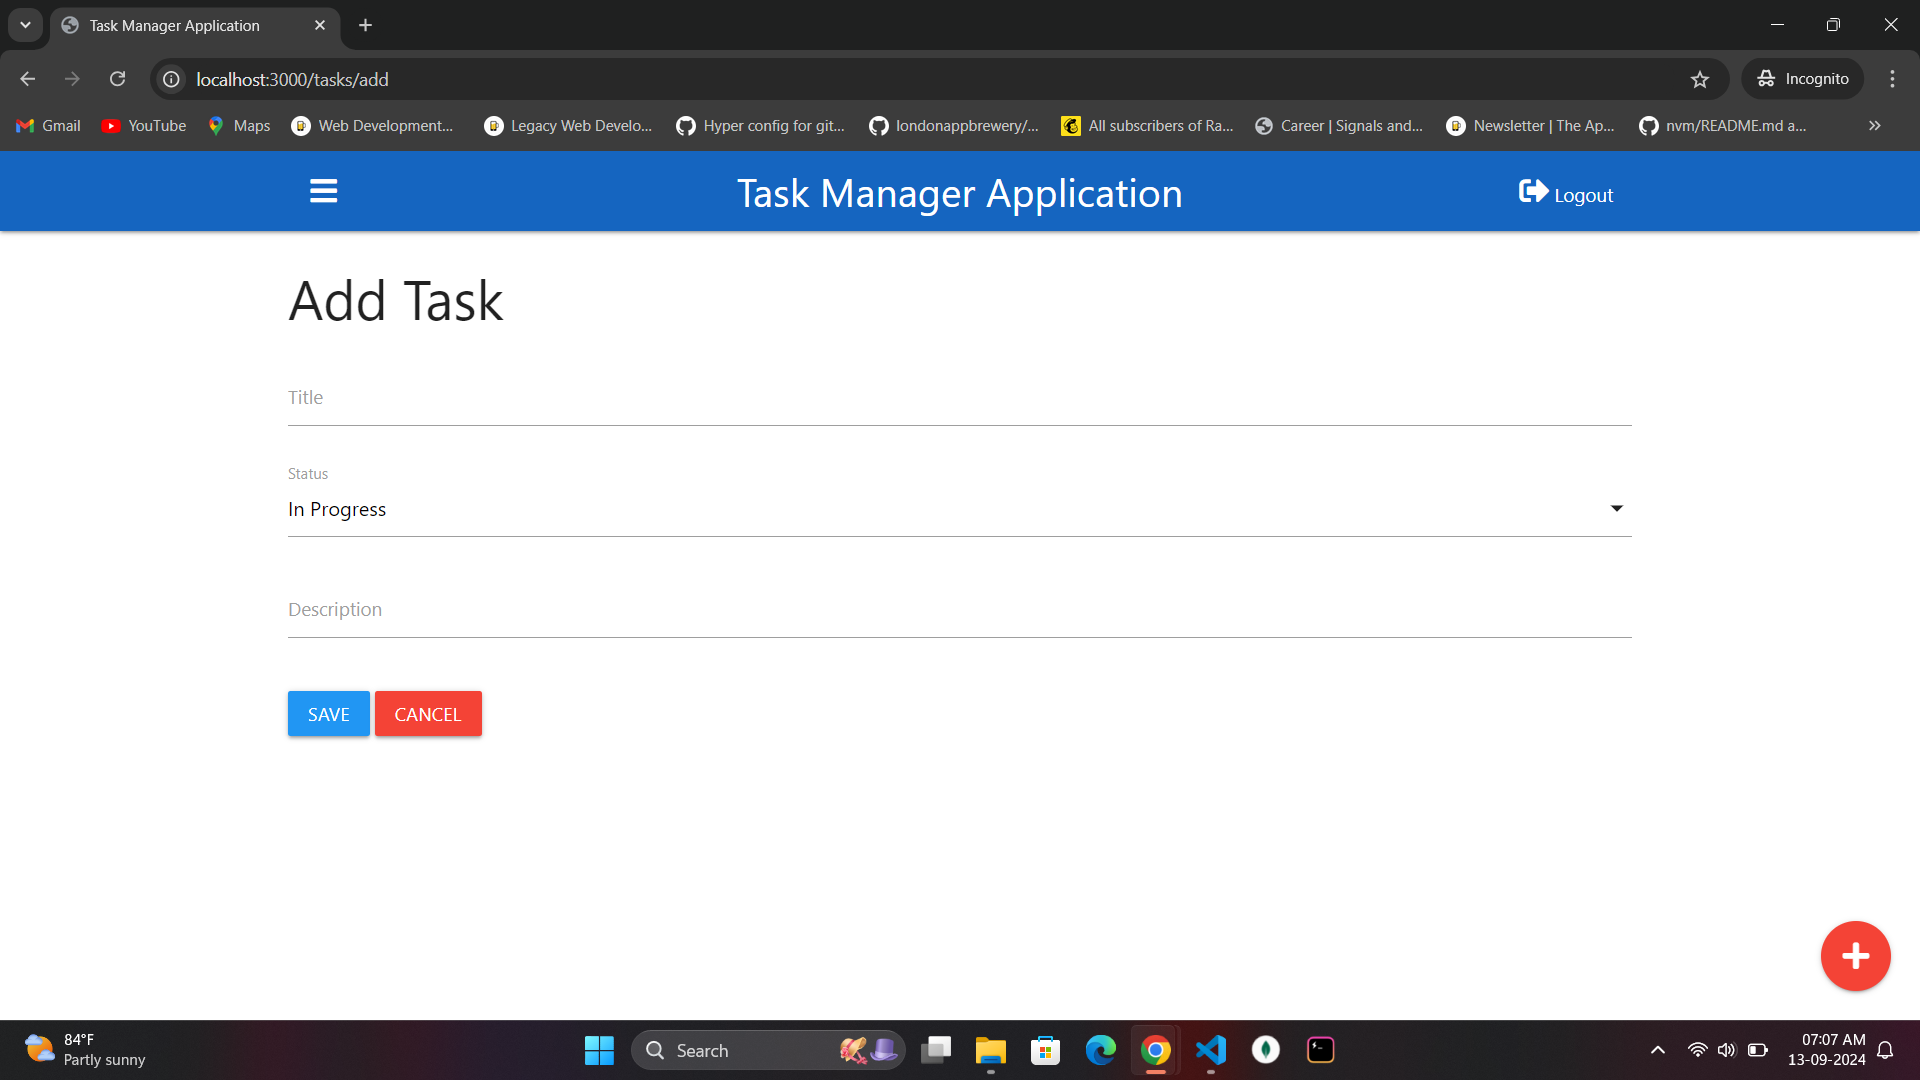 Task Manager Application
localhost:3000/tasks/add
Incognito
Gmail YouTube Maps Web Development... Legacy Web Develo... Hyper config for git... londonappbrewery/... All subscribers of Ra... Career | Signals and... Newsletter | The Ap... nvm/README.md a...
Task Manager Application
Logout
Add Task
Title
Status
In Progress
Description
SAVE CANCEL
84°F
Partly sunny
Search
07:07 AM
13-09-2024